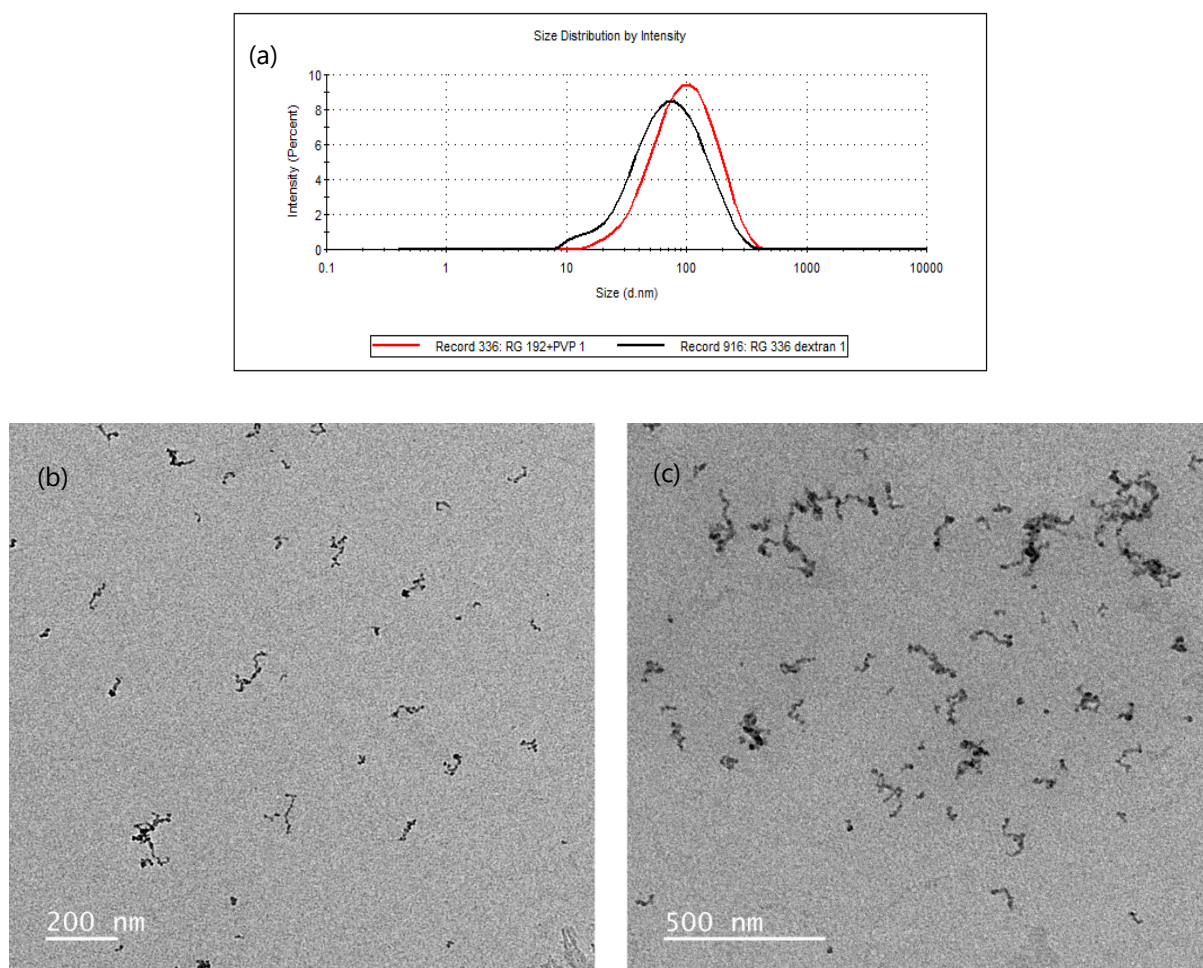 Size Distribution by Intensity
(a)
10
8
6
4
2
0
Intensity (Percent)
0.1 1 10 100 1000 10000
Size (d.nm)
Record 336: RG 192+PVP 1 Record 916: RG 336 dextran 1
(b) (c)
200 nm 500 nm